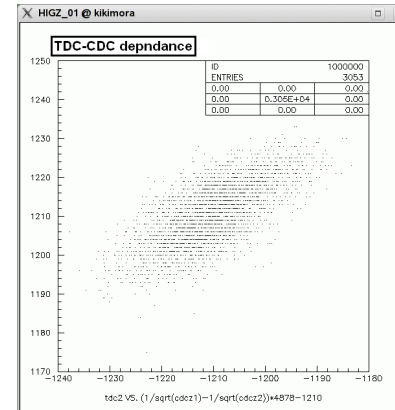 HIGZ_01 @ kikimora
TDC-CDC depndance
ID 1000000
ENTRIES 3053
0.00 0.00 0.00
0.00 0.305E+04 0.00
0.00 0.00 0.00
1250
1240
1230
1220
1210
1200
1190
1180
1170
-1240 -1230 -1220 -1210 -1200 -1190 -1180
tdc2 VS. (1/sqrt(cdcz1)-1/sqrt(cdcz2))*4878-1210